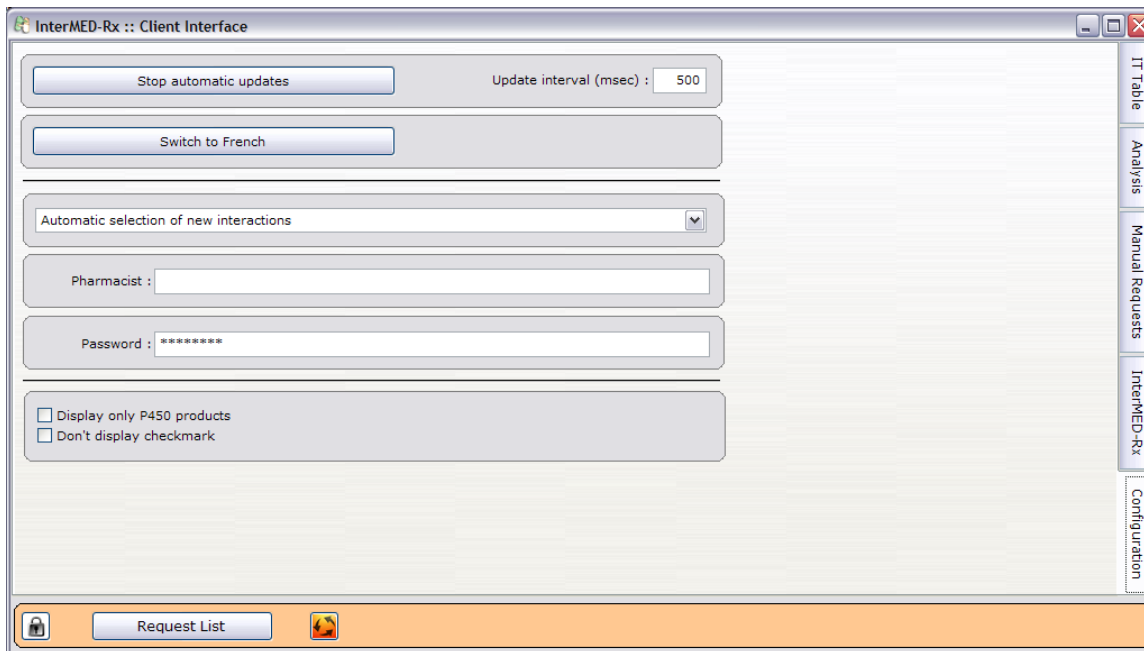 InterMED-Rx :: Client Interface
Stop automatic updates
Update interval (msec) : 500
Switch to French
Automatic selection of new interactions
Pharmacist :
Password : ********
Display only P450 products
Don't display checkmark
IT Table
Analysis
Manual Requests
InterMED-Rx
Configuration
Request List